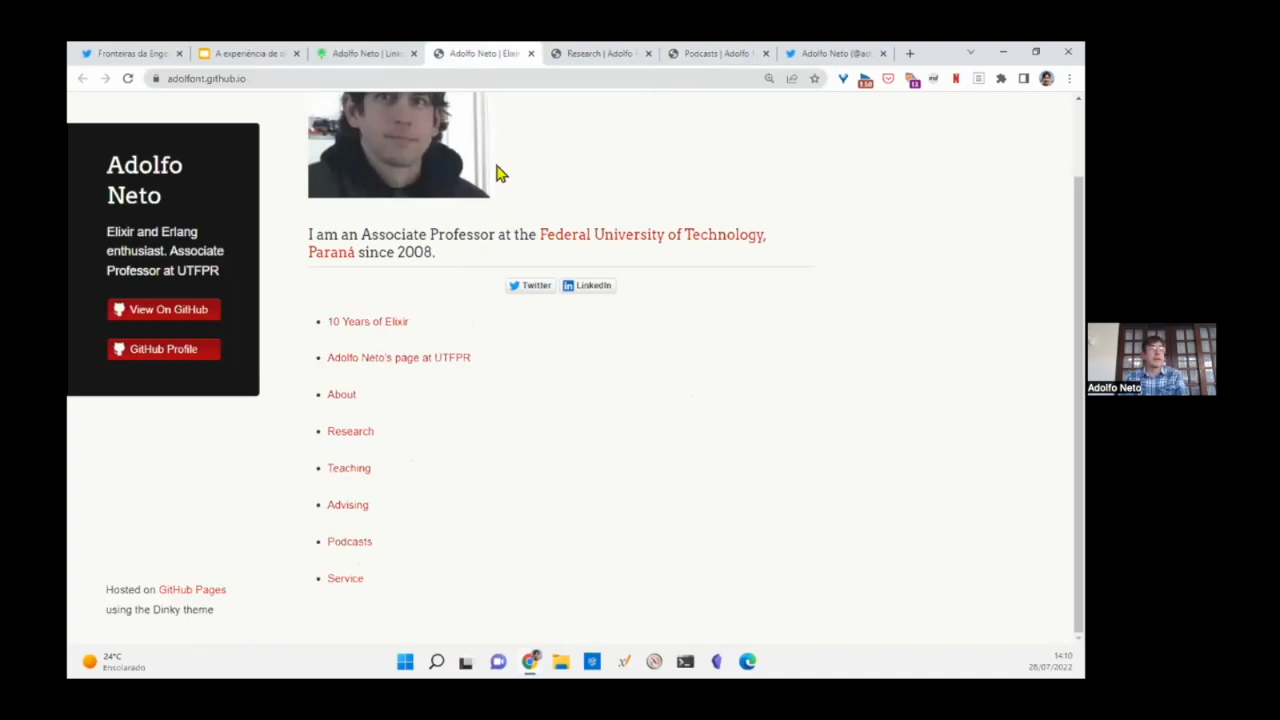 Fronteiras da Enge
A experiência de
Adolfo Neto | Link
Adolfo Neto | Elixir
Research | Adolfo
Podcasts | Adolfo
Adolfo Neto (@ad
adolfont.github.io
1:50
13
Adolfo
Neto
Elixir and Erlang
enthusiast. Associate
Professor at UTFPR
View On GitHub
GitHub Profile
Hosted on GitHub Pages
using the Dinky theme
I am an Associate Professor at the Federal University of Technology,
Paraná since 2008.
Twitter
LinkedIn
10 Years of Elixir
Adolfo Neto's page at UTFPR
About
Research
Teaching
Advising
Podcasts
Service
Adolfo Neto
24°C
Ensolarado
14:10
28/07/2022